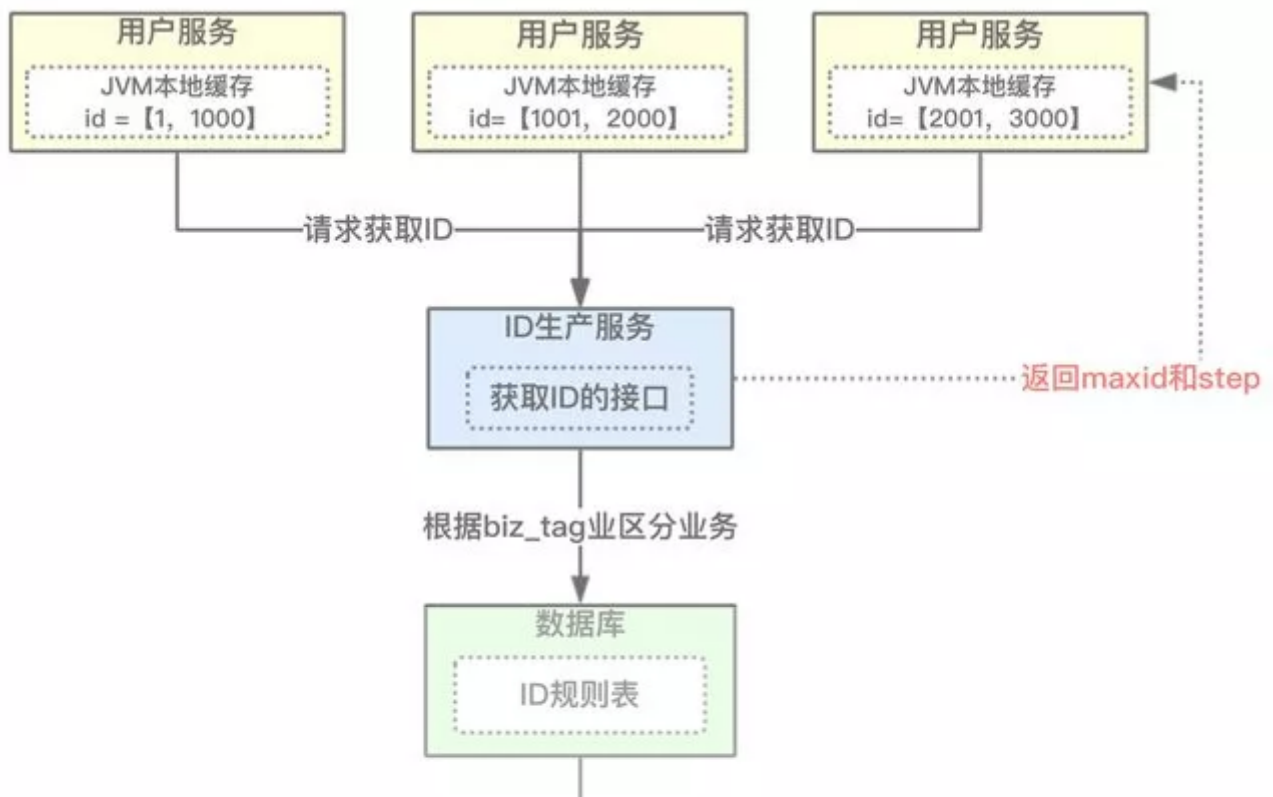 用户服务
JVM本地缓存
id =【1，1000】
用户服务
JVM本地缓存
id=【1001，2000】
用户服务
JVM本地缓存
id=【2001，3000】
请求获取ID
请求获取ID
ID生产服务
获取ID的接口
返回maxid和step
根据biz_tag业区分业务
数据库
ID规则表